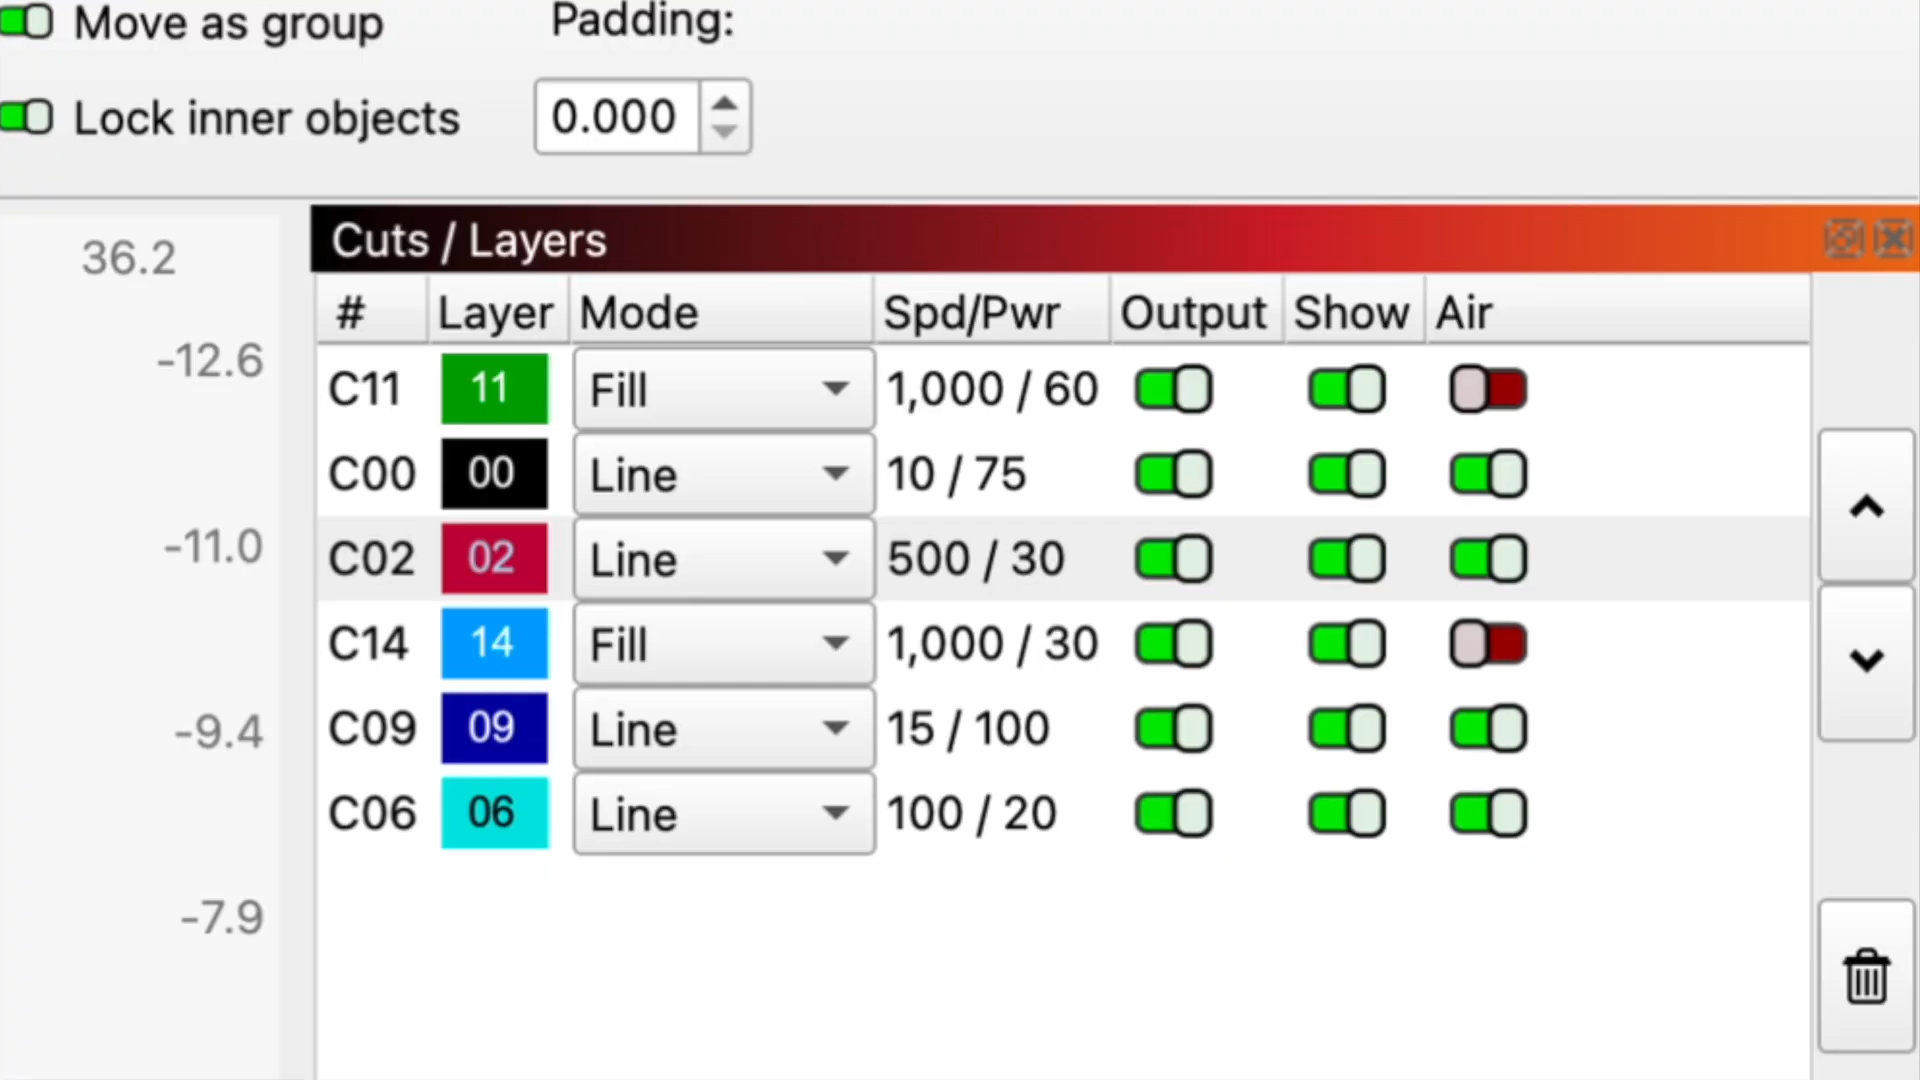 Move as group Padding:
Lock inner objects 0.000
Cuts / Layers
36.2
# Layer Mode Spd/Pwr Output Show Air
-12.6
C11 11 Fill 1,000 / 60
C00 00 Line 10 / 75
-11.0
C02 02 Line 500 / 30
C14 14 Fill 1,000 / 30
-9.4
C09 09 Line 15 / 100
C06 06 Line 100 / 20
-7.9